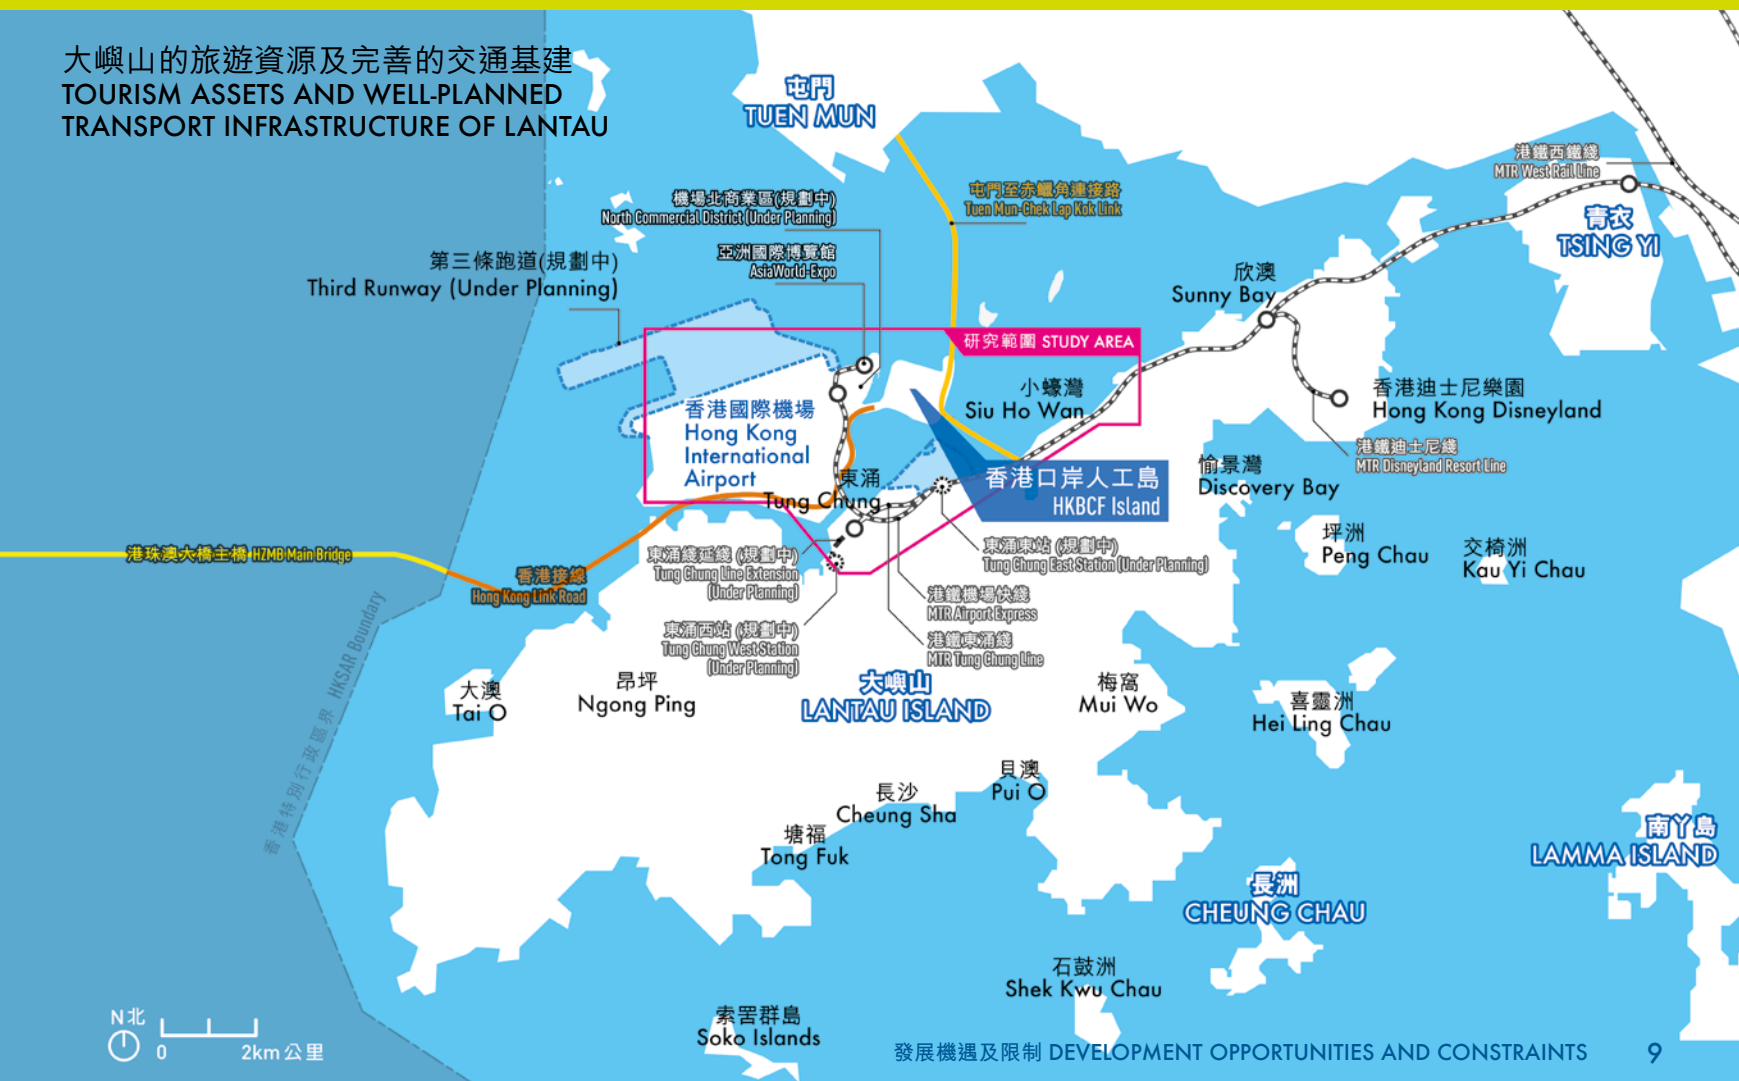 大嶼山的旅遊資源及完善的交通基建
TOURISM ASSETS AND WELL-PLANNED
TRANSPORT INFRASTRUCTURE OF LANTAU
屯門
TUEN MUN
港鐵西鐵綫
MTR West Rail Line
機場北商業區(規劃中)
North Commercial District (Under Planning)
屯門至赤鱲角連接路
Tuen Mun-Chek Lap Kok Link
青衣
TSING YI
亞洲國際博覽館
AsiaWorld-Expo
第三條跑道(規劃中)
Third Runway (Under Planning)
欣澳
Sunny Bay
研究範圍 STUDY AREA
小蠔灣
Siu Ho Wan
香港迪士尼樂園
Hong Kong Disneyland
香港國際機場
Hong Kong
International
Airport
港鐵迪士尼綫
MTR Disneyland Resort Line
東涌
Tung Chung
香港口岸人工島
HKBCF Island
愉景灣
Discovery Bay
港珠澳大橋主橋 HZMB Main Bridge
香港接線
Hong Kong Link Road
東涌綫延綫 (規劃中)
Tung Chung Line Extension
(Under Planning)
東涌東站 (規劃中)
Tung Chung East Station (Under Planning)
坪洲
Peng Chau
交椅洲
Kau Yi Chau
港鐵機場快綫
MTR Airport Express
東涌西站 (規劃中)
Tung Chung West Station
(Under Planning)
港鐵東涌綫
MTR Tung Chung Line
香港特別行政區界 HKSAR Boundary
大澳
Tai O
昂坪
Ngong Ping
大嶼山
LANTAU ISLAND
梅窩
Mui Wo
喜靈洲
Hei Ling Chau
貝澳
Pui O
長沙
Cheung Sha
塘福
Tong Fuk
南丫島
LAMMA ISLAND
長洲
CHEUNG CHAU
石鼓洲
Shek Kwu Chau
索罟群島
Soko Islands
N北
0 2km公里
發展機遇及限制 DEVELOPMENT OPPORTUNITIES AND CONSTRAINTS 9